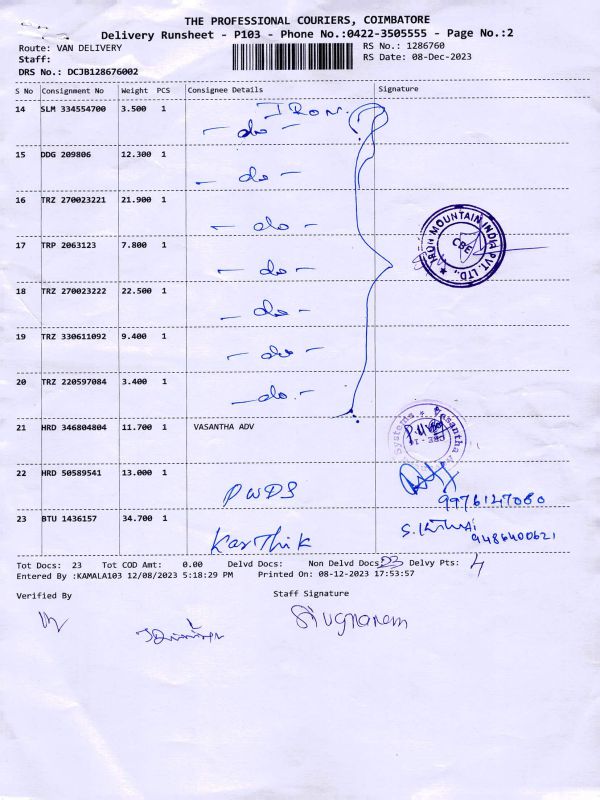 THE PROFESSIONAL COURIERS, COIMBATORE
Delivery Runsheet - P103 - Phone No.:0422-3505555 - Page No.:2
Route: VAN DELIVERY RS No.: 1286760
Staff: RS Date: 08-Dec-2023
DRS No.: DCJB128676002
S No Consignment No Weight PCS Consignee Details Signature
14 SLM 334554700 3.500 1 IRON.
- do -
15 DDG 209806 12.300 1 - do -
16 TRZ 270023221 21.900 1 - do -
17 TRP 2063123 7.800 1 - do -
18 TRZ 270023222 22.500 1 - do -
19 TRZ 330611092 9.400 1 - do -
20 TRZ 220597084 3.400 1 - do. -
IRON MOUNTAIN INDIA PVT. LTD.,
CBE
21 HRD 346804804 11.700 1 VASANTHA ADV
Vasantha
Systems
CBE - 14
22 HRD 50589541 13.000 1 PWDS
9976127080
23 BTU 1436157 34.700 1 Karthik
9486400621
Tot Docs: 23 Tot COD Amt: 0.00 Delvd Docs: Non Delvd Docs: 23 Delvy Pts: 4
Entered By :KAMALA103 12/08/2023 5:18:29 PM Printed On: 08-12-2023 17:53:57
Verified By Staff Signature